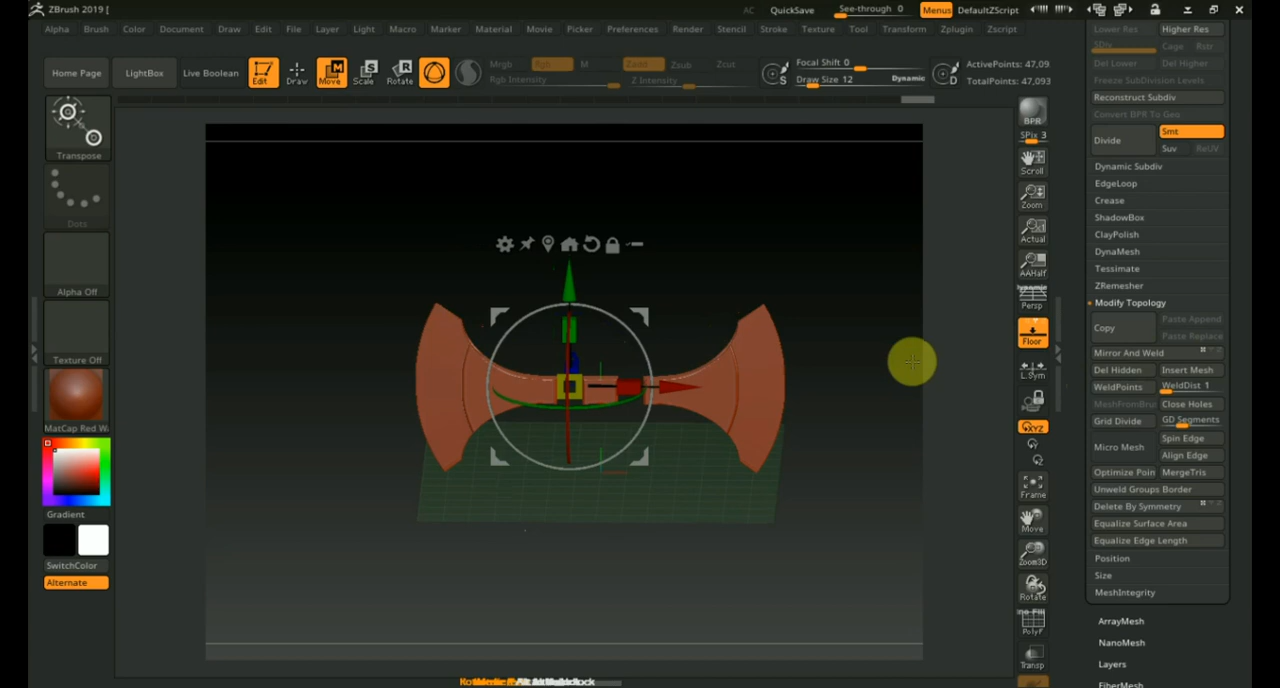 ZBrush 2019 [
AC QuickSave See-through 0 Menus DefaultZScript
Alpha Brush Color Document Draw Edit File Layer Light Macro Marker Material Movie Picker Preferences Render Stencil Stroke Texture Tool Transform Zplugin Zscript
Home Page LightBox Live Boolean Edit Draw Move Scale Rotate
Mrgb Rgb M Zadd Zsub Zcut
Rgb Intensity Z Intensity
Focal Shift 0
Draw Size 12 Dynamic
ActivePoints: 47,09
TotalPoints: 47,093
Transpose
Dots
Alpha Off
Texture Off
MatCap Red W
Gradient
SwitchColor
Alternate
BPR
SPix 3
Scroll
Zoom
Actual
AAHalf
Dynamic
Persp
Floor
L.Sym
XYZ
Frame
Move
Zoom3D
Rotate
PolyF
Transp
Lower Res Higher Res
SDiv Cage Rstr
Del Lower Del Higher
Freeze SubDivision Levels
Reconstruct Subdiv
Convert BPR To Geo
Divide Smt
Suv ReUV
Dynamic Subdiv
EdgeLoop
Crease
ShadowBox
ClayPolish
DynaMesh
Tessimate
ZRemesher
Modify Topology
Copy Paste Append
Paste Replace
Mirror And Weld
Del Hidden Insert Mesh
WeldPoints WeldDist 1
MeshFromBru Close Holes
Grid Divide GD Segments
Micro Mesh Spin Edge
Align Edge
Optimize Poin MergeTris
Unweld Groups Border
Delete By Symmetry
Equalize Surface Area
Equalize Edge Length
Position
Size
MeshIntegrity
ArrayMesh
NanoMesh
Layers
FiberMesh